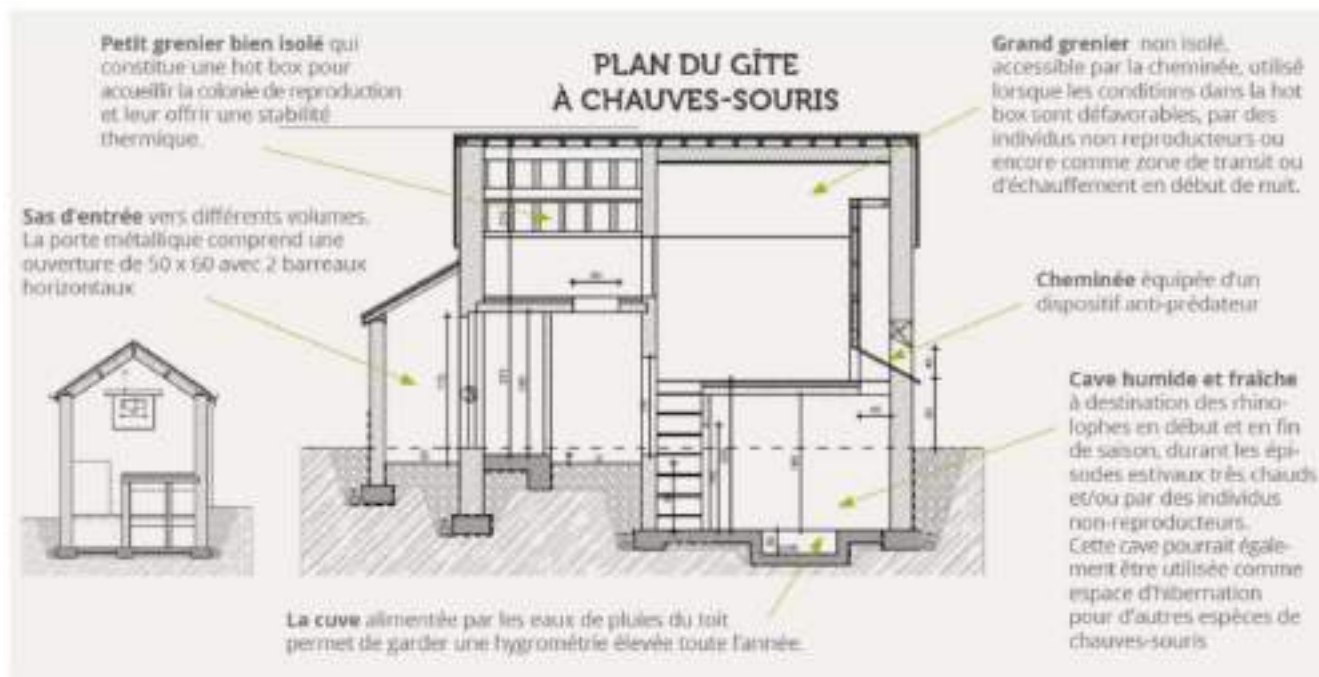 Petit grenier bien isolé qui
constitue une hot box pour
accueillir la colonie de reproduction
et leur offrir une stabilité
thermique.
PLAN DU GÎTE
À CHAUVES-SOURIS
Grand grenier non isolé,
accessible par la cheminée, utilisé
lorsque les conditions dans la hot
box sont défavorables, par des
individus non reproducteurs ou
encore comme zone de transit ou
d'échauffement en début de nuit.
Sas d'entrée vers différents volumes.
La porte métallique comprend une
ouverture de 50 x 60 avec 2 barreaux
horizontaux
Cheminée équipée d'un
dispositif anti-prédateur
Cave humide et fraîche
à destination des rhino-
lophes en début et en fin
de saison, durant les épi-
sodes estivaux très chauds
et/ou par des individus
non-reproducteurs.
Cette cave pourrait égale-
ment être utilisée comme
espace d'hibernation
pour d'autres espèces de
chauves-souris
La cuve alimentée par les eaux de pluies du toit
permet de garder une hygrométrie élevée toute l'année.